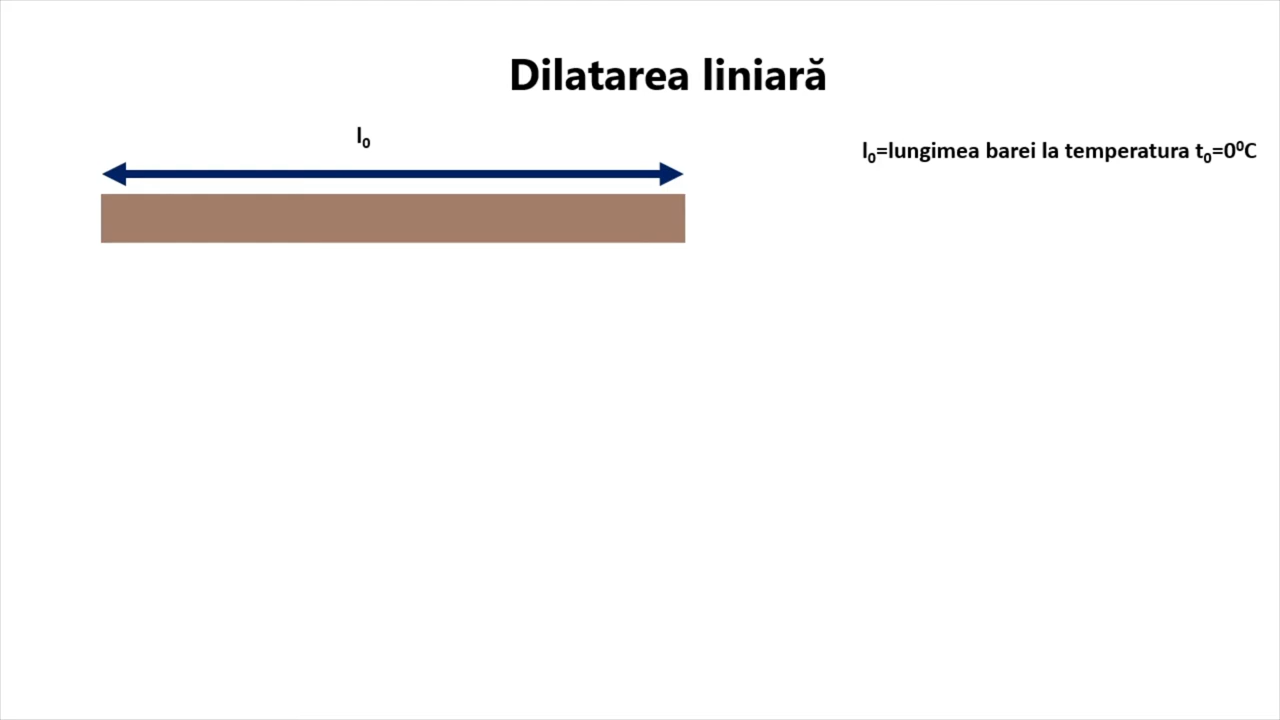 Dilatarea liniară
l₀
l₀=lungimea barei la temperatura t₀=0⁰C